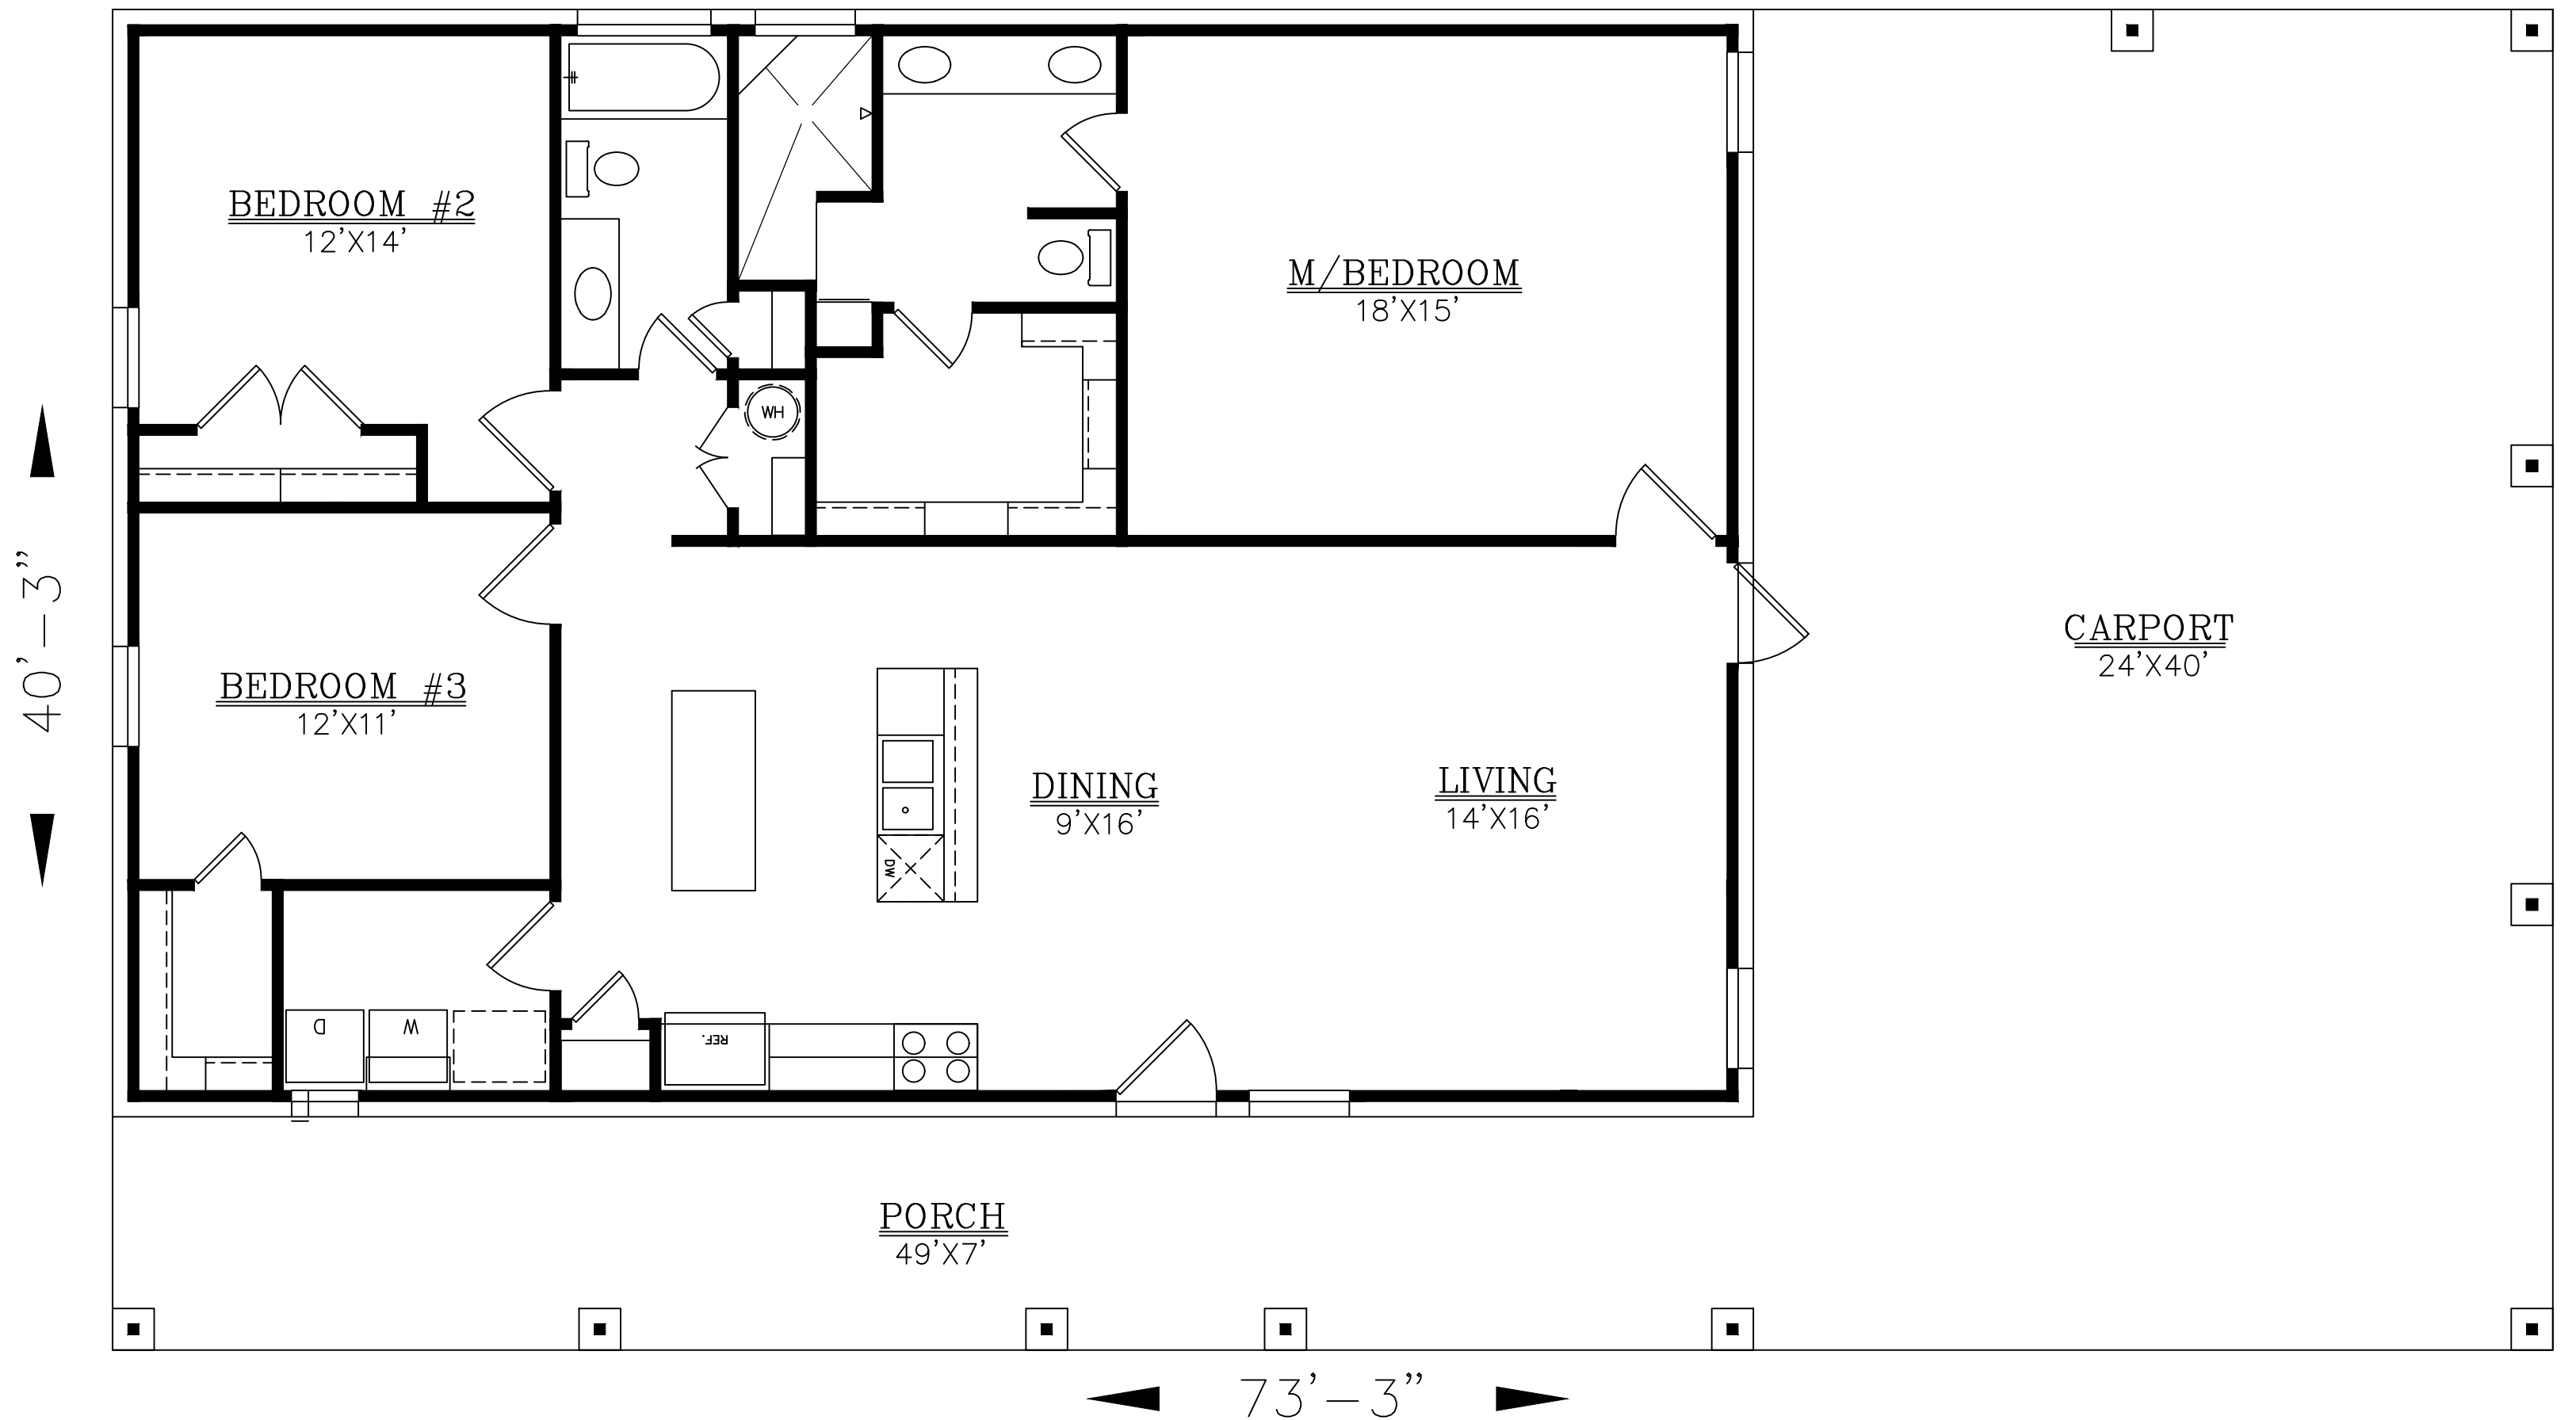 BEDROOM #2
12'X14'
M/BEDROOM
18'X15'
WH
40'-3"
CARPORT
24'X40'
BEDROOM #3
12'X11'
DINING
9'X16'
LIVING
14'X16'
DW
D
W
REF.
PORCH
49'X7'
73'-3"